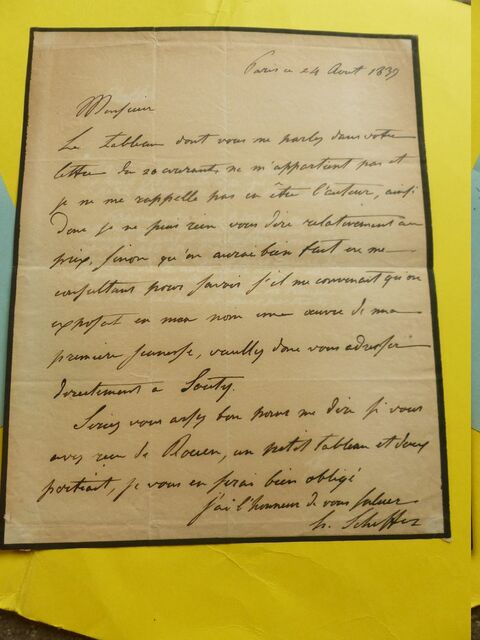 Paris ce 24 Aout 1839
Monsieur
Le tableau dont vous me parlez dans votre
lettre du 20 courant ne m'appartient pas et
je ne me rappelle pas en être l'auteur, ainsi
donc je ne puis rien vous dire relativement au
prix, sinon qu'on aurait bien fait en me
consultant pour savoir s'il me convenait qu'on
exposat en mon nom une œuvre de ma
première jeunesse, veuillez donc vous adresser
directement a Souty.
Seriez vous assez bon pour me dire si vous
avez reçu de Rouen, un petit tableau et deux
portrait, je vous en serai bien obligé
j'ai l'honneur de vous saluer
h. Scheffer